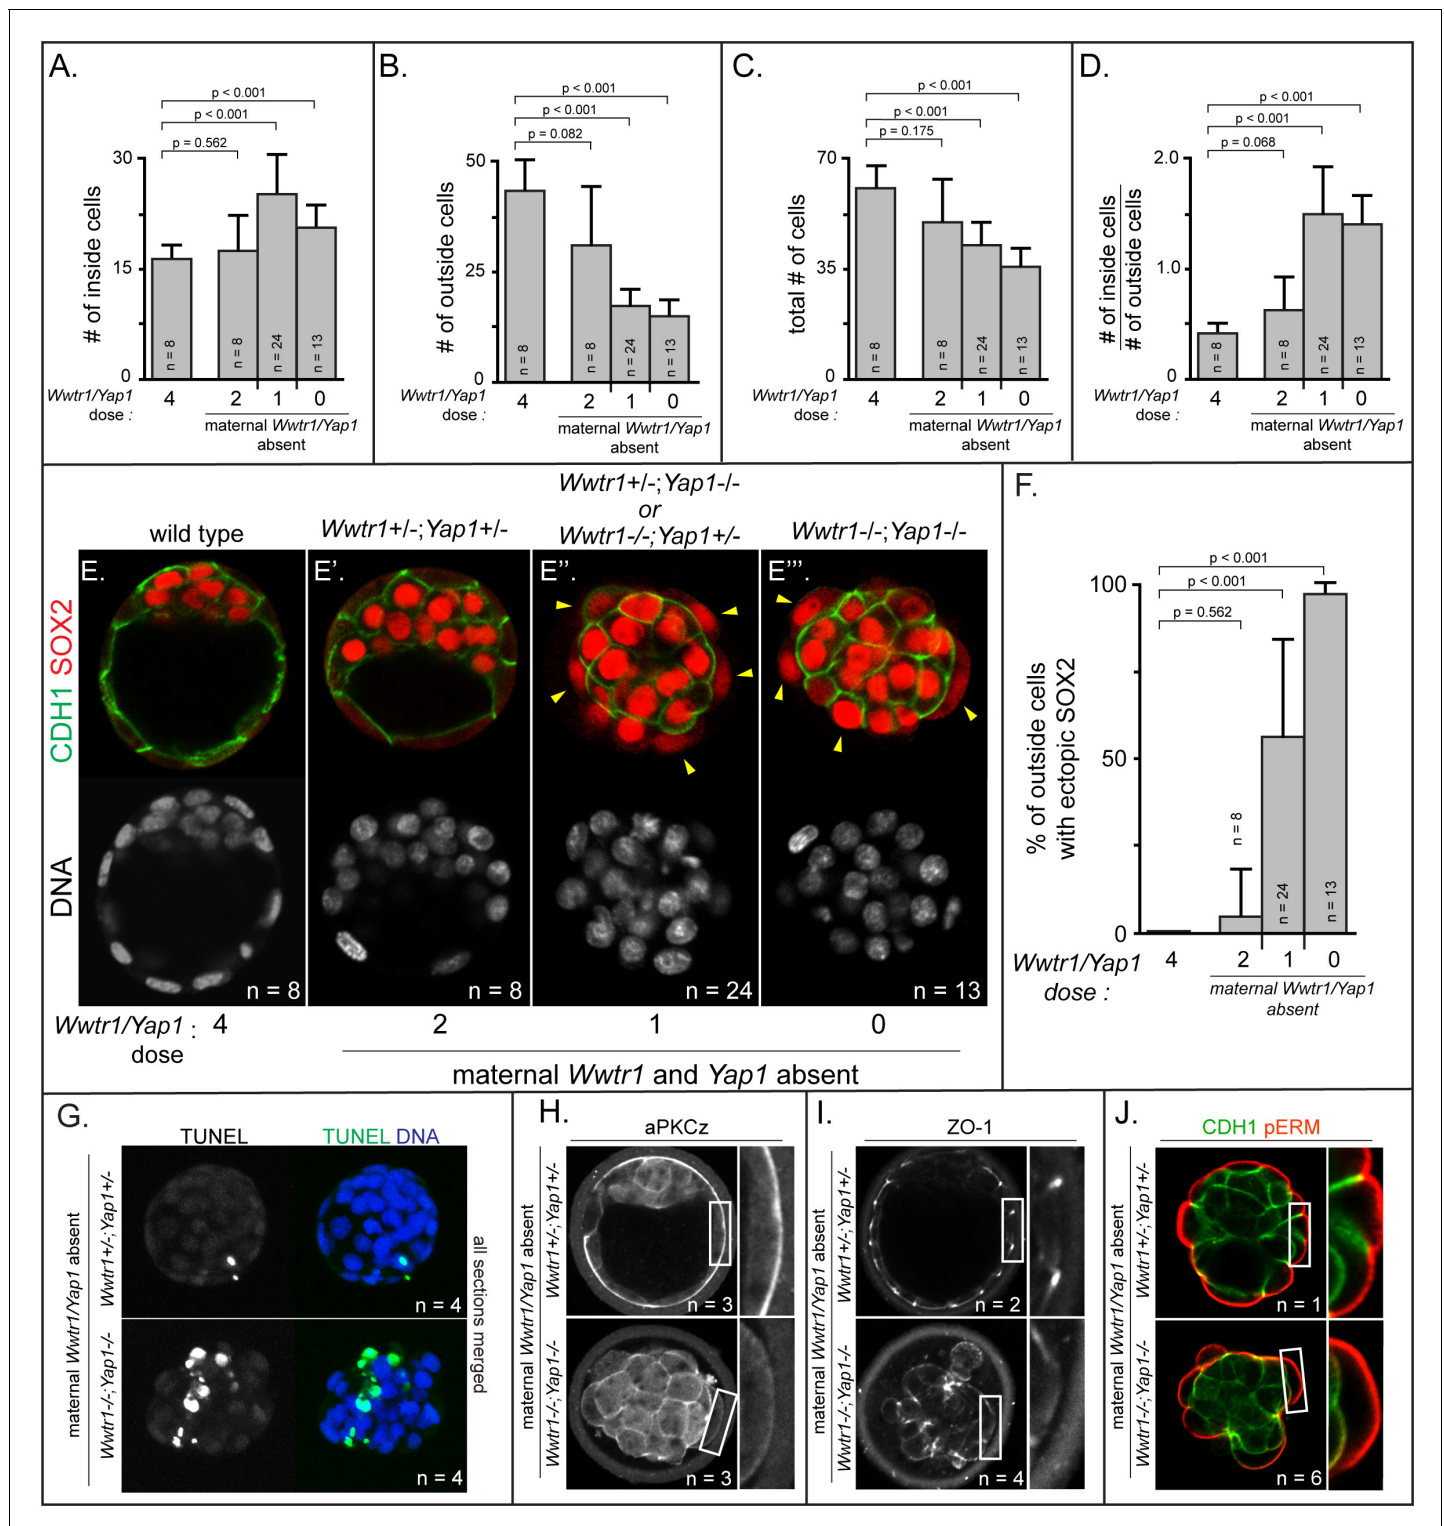 A.
p < 0.001
p < 0.001
p = 0.562
# of inside cells
30
15
0
n = 8
n = 8
n = 24
n = 13
Wwtr1/Yap1
dose :
4
2
1
0
maternal Wwtr1/Yap1
absent
B.
p < 0.001
p < 0.001
p = 0.082
# of outside cells
50
25
0
n = 8
n = 8
n = 24
n = 13
Wwtr1/Yap1
dose :
4
2
1
0
maternal Wwtr1/Yap1
absent
C.
p < 0.001
p < 0.001
p = 0.175
total # of cells
70
35
0
n = 8
n = 8
n = 24
n = 13
Wwtr1/Yap1
dose :
4
2
1
0
maternal Wwtr1/Yap1
absent
D.
p < 0.001
p < 0.001
p = 0.068
# of inside cells
# of outside cells
2.0
1.0
0
n = 8
n = 8
n = 24
n = 13
Wwtr1/Yap1
dose :
4
2
1
0
maternal Wwtr1/Yap1
absent
wild type
Wwtr1+/-;Yap1+/-
Wwtr1+/-;Yap1-/-
or
Wwtr1-/-;Yap1+/-
Wwtr1-/-;Yap1-/-
E.
E'.
E''.
E'''.
CDH1 SOX2
DNA
n = 8
n = 8
n = 24
n = 13
Wwtr1/Yap1 :
dose
4
2
1
0
maternal Wwtr1 and Yap1 absent
F.
p < 0.001
p < 0.001
p = 0.562
% of outside cells
with ectopic SOX2
100
50
0
n = 8
n = 24
n = 13
Wwtr1/Yap1
dose :
4
2
1
0
maternal Wwtr1/Yap1
absent
G.
TUNEL
TUNEL DNA
maternal Wwtr1/Yap1 absent
Wwtr1+/-;Yap1+/-
Wwtr1-/-;Yap1-/-
n = 4
n = 4
all sections merged
H.
aPKCz
maternal Wwtr1/Yap1 absent
Wwtr1+/-;Yap1+/-
Wwtr1-/-;Yap1-/-
n = 3
n = 3
I.
ZO-1
maternal Wwtr1/Yap1 absent
Wwtr1+/-;Yap1+/-
Wwtr1-/-;Yap1-/-
n = 2
n = 4
J.
CDH1 pERM
maternal Wwtr1/Yap1 absent
Wwtr1+/-;Yap1+/-
Wwtr1-/-;Yap1-/-
n = 1
n = 6